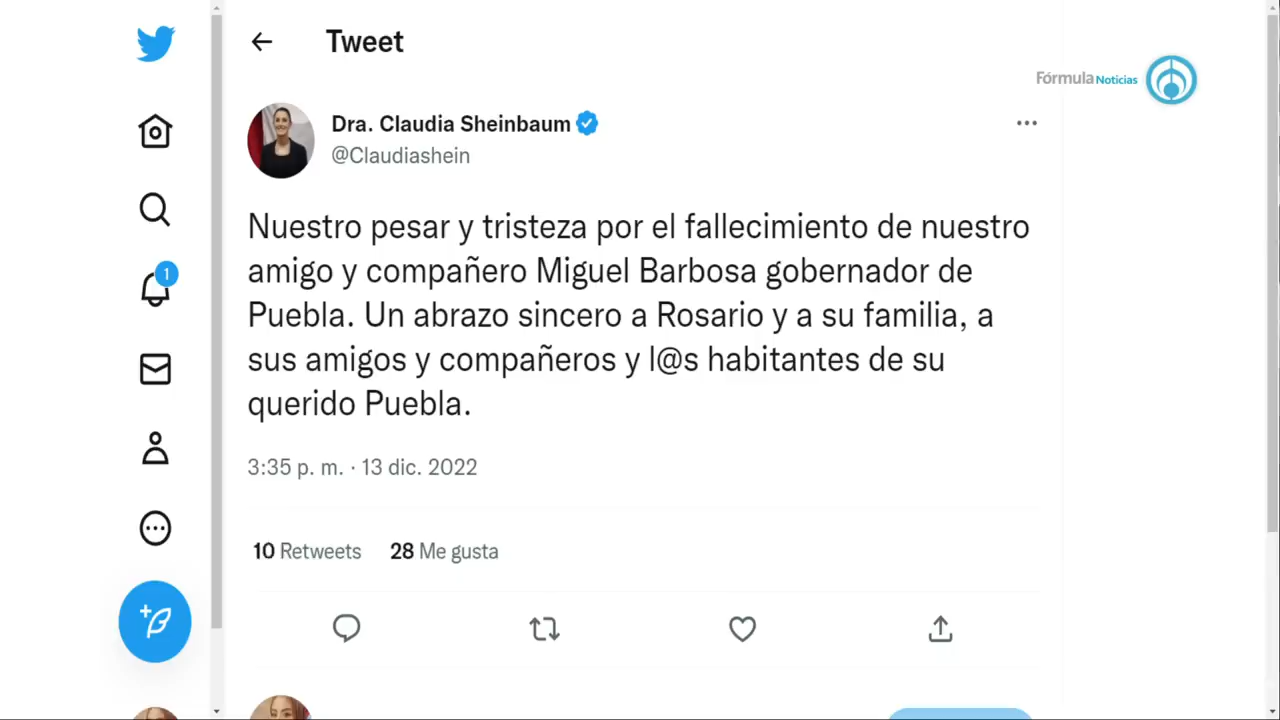 Tweet
Fórmula Noticias
Dra. Claudia Sheinbaum
@Claudiashein
Nuestro pesar y tristeza por el fallecimiento de nuestro
amigo y compañero Miguel Barbosa gobernador de
Puebla. Un abrazo sincero a Rosario y a su familia, a
sus amigos y compañeros y l@s habitantes de su
querido Puebla.
3:35 p. m. · 13 dic. 2022
10 Retweets 28 Me gusta
1